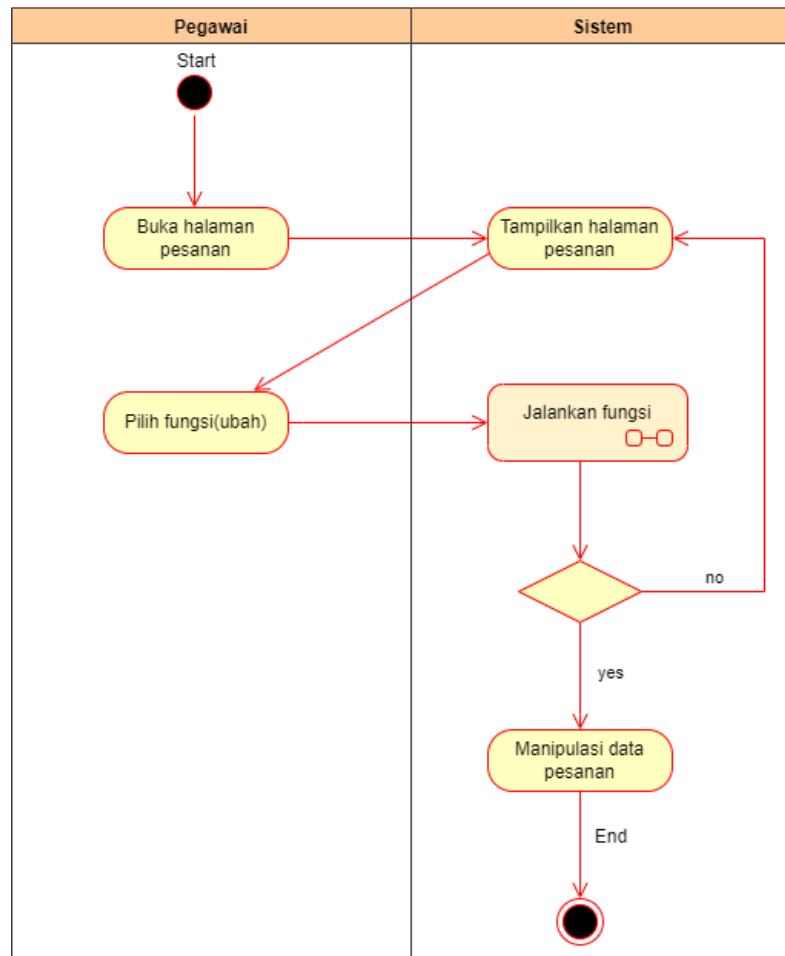 Pegawai
Sistem
Start
Buka halaman
pesanan
Tampilkan halaman
pesanan
Pilih fungsi(ubah)
Jalankan fungsi
no
yes
Manipulasi data
pesanan
End